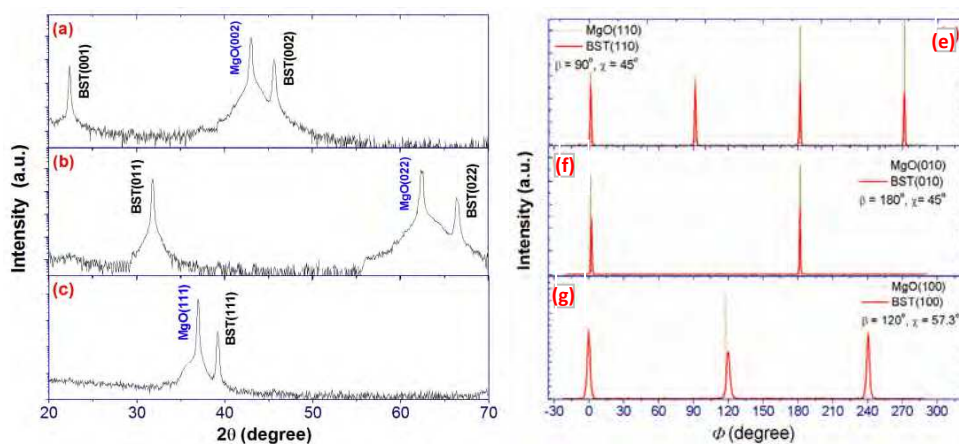 (a)
BST(001)
MgO(002)
BST(002)
(b)
BST(011)
MgO(022)
BST(022)
(c)
MgO(111)
BST(111)
Intensity (a.u.)
20 30 40 50 60 70
2θ (degree)
(e)
MgO(110)
BST(110)
β = 90°, χ = 45°
(f)
MgO(010)
BST(010)
β = 180°, χ= 45°
(g)
MgO(100)
BST(100)
β = 120°, χ = 57.3°
Intensity (a.u.)
-30 0 30 60 90 120 150 180 210 240 270 300
Φ (degree)